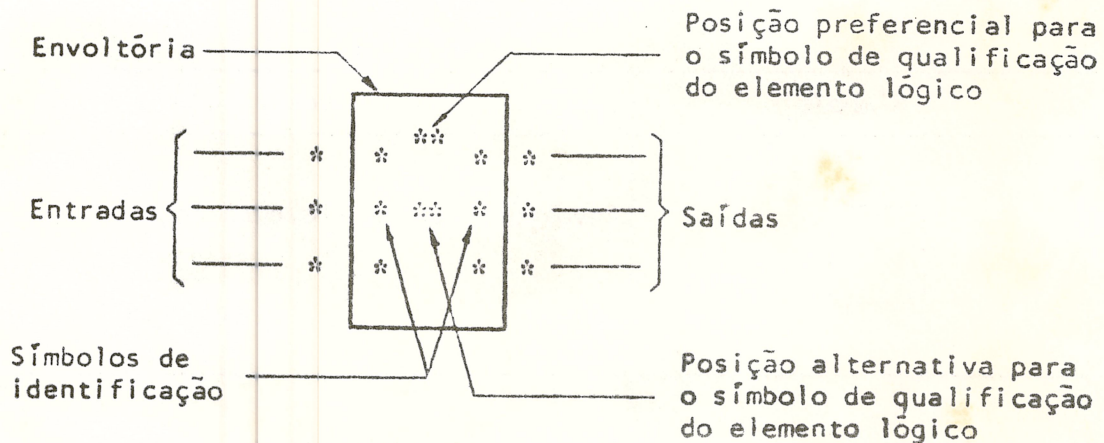 Envoltória
Posição preferencial para
o símbolo de qualificação
do elemento lógico
**
* * * *
Entradas
* * ** * *
Saídas
* * * *
Símbolos de
identificação
Posição alternativa para
o símbolo de qualificação
do elemento lógico